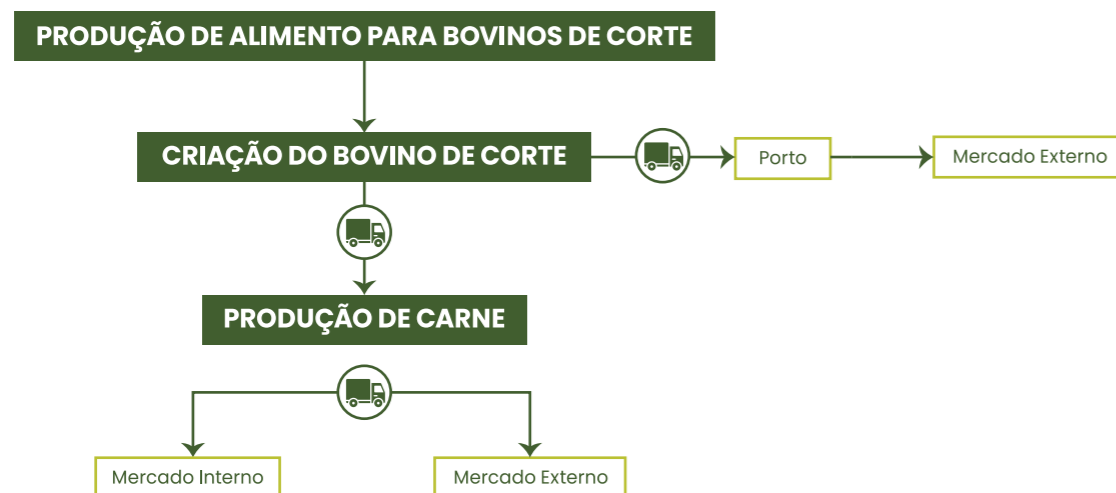 PRODUÇÃO DE ALIMENTO PARA BOVINOS DE CORTE
CRIAÇÃO DO BOVINO DE CORTE
Porto
Mercado Externo
PRODUÇÃO DE CARNE
Mercado Interno
Mercado Externo